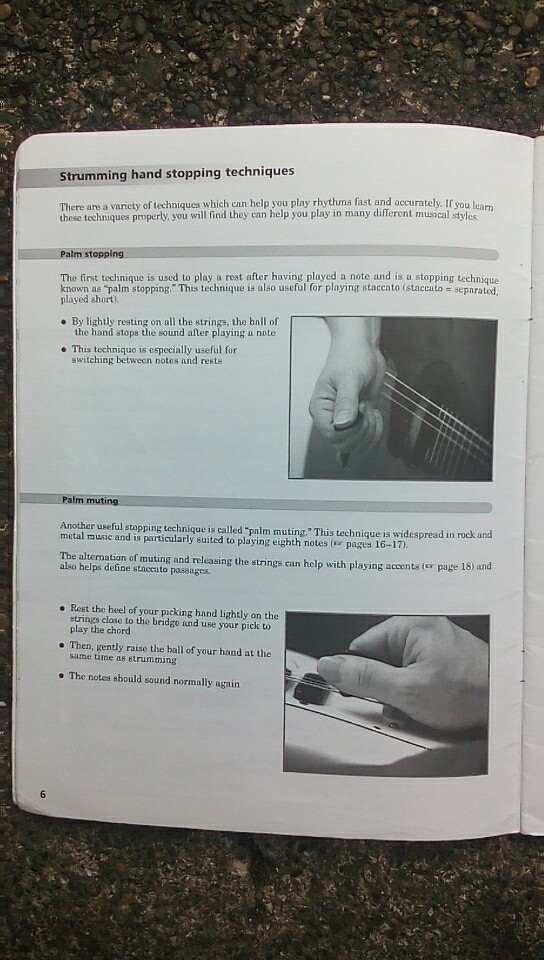 Strumming hand stopping techniques
There are a variety of techniques which can help you play rhythms fast and accurately. If you learn
these techniques properly, you will find they can help you play in many different musical styles.
Palm stopping
The first technique is used to play a rest after having played a note and is a stopping technique
known as "palm stopping." This technique is also useful for playing staccato (staccato = separated,
played short).
• By lightly resting on all the strings, the ball of
the hand stops the sound after playing a note
• This technique is especially useful for
switching between notes and rests
Palm muting
Another useful stopping technique is called "palm muting." This technique is widespread in rock and
metal music and is particularly suited to playing eighth notes (☞ pages 16–17).
The alternation of muting and releasing the strings can help with playing accents (☞ page 18) and
also helps define staccato passages.
• Rest the heel of your picking hand lightly on the
strings close to the bridge and use your pick to
play the chord
• Then, gently raise the ball of your hand at the
same time as strumming
• The notes should sound normally again
6